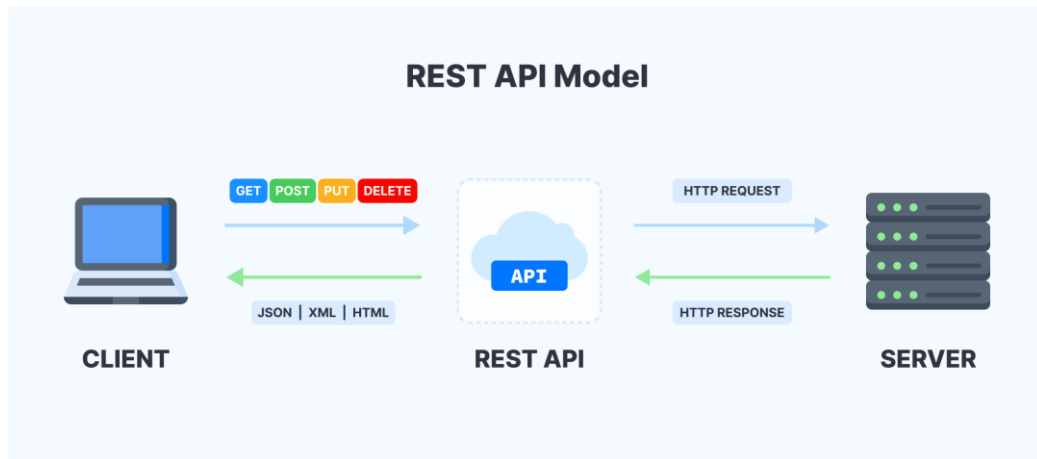 REST API Model
GET POST PUT DELETE
HTTP REQUEST
API
JSON | XML | HTML
HTTP RESPONSE
CLIENT
REST API
SERVER